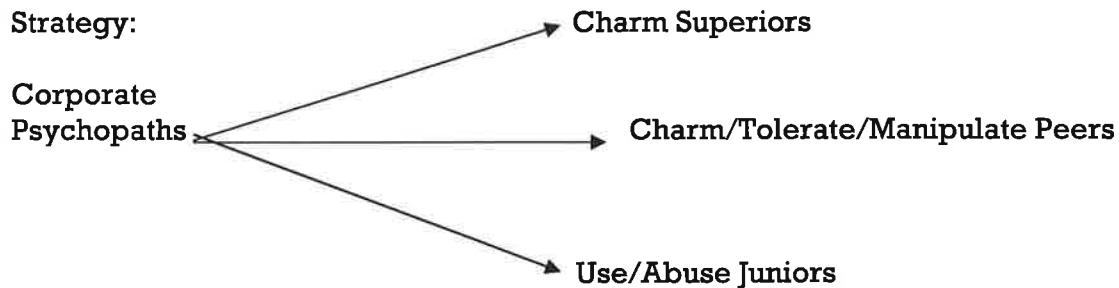 Strategy:
Charm Superiors
Corporate
Psychopaths
Charm/Tolerate/Manipulate Peers
Use/Abuse Juniors